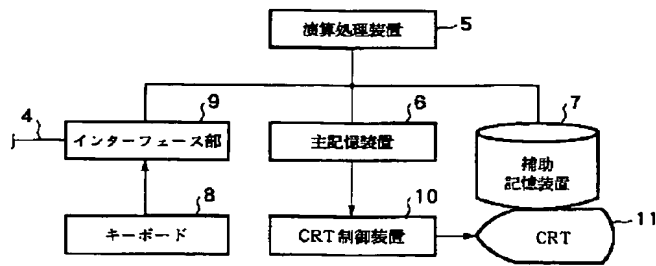 演算処理装置
5
4
9
インターフェース部
6
主記憶装置
7
補助
記憶装置
8
キーボード
10
CRT制御装置
CRT
11